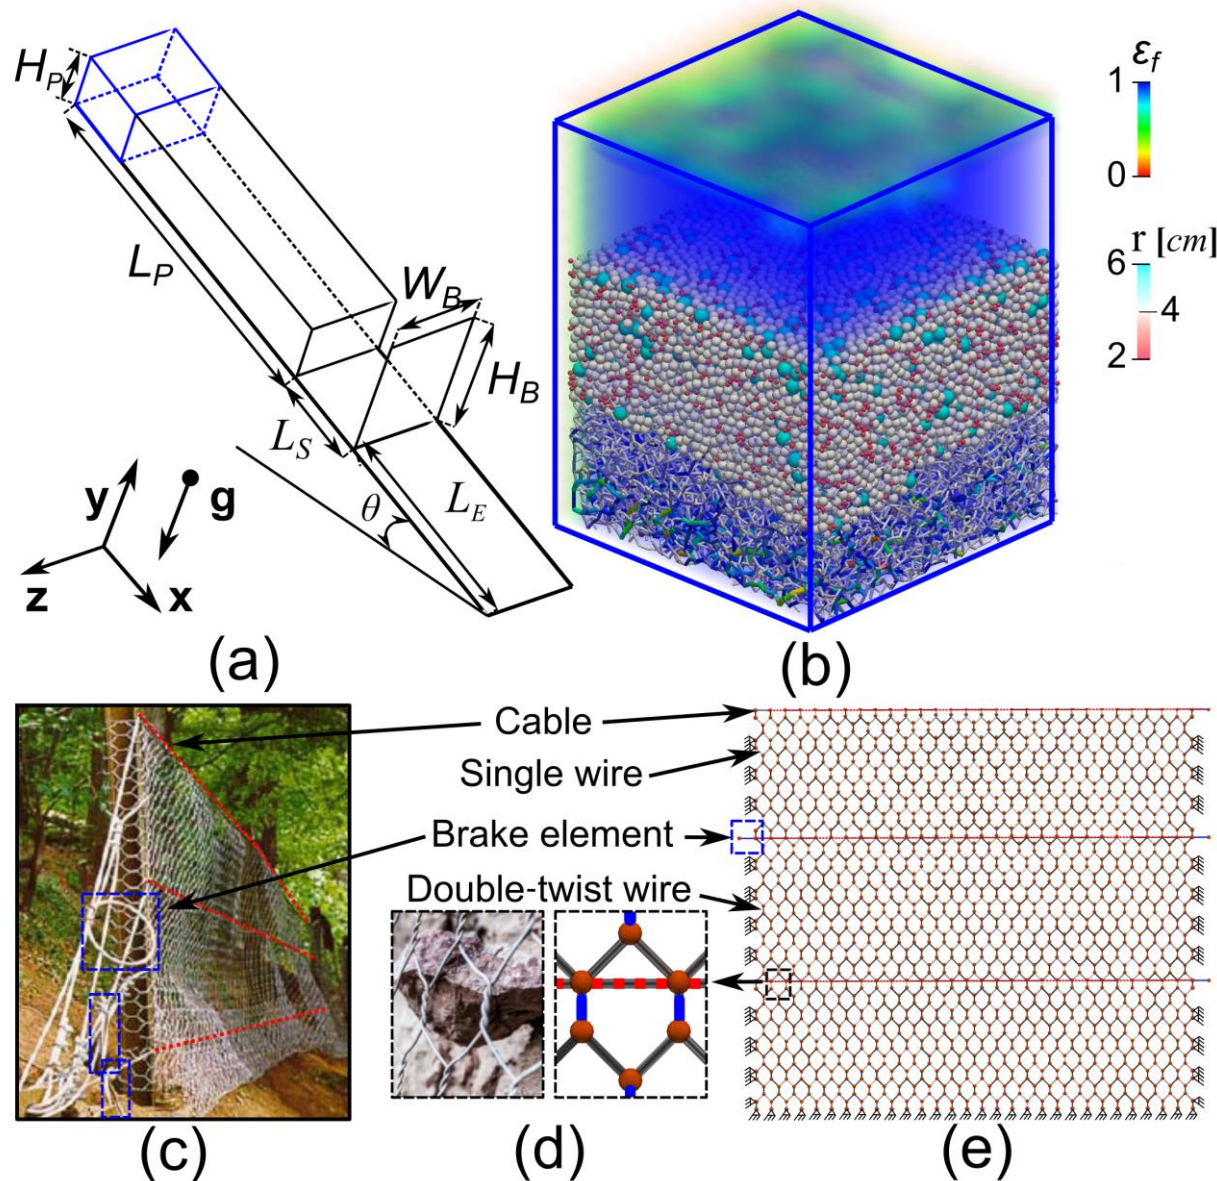 H_P
L_P
W_B
H_B
L_S
L_E
θ
y
g
z
x
(a)
ε_f
1
0
r [cm]
6
4
2
(b)
Cable
Single wire
Brake element
Double-twist wire
(c)
(d)
(e)